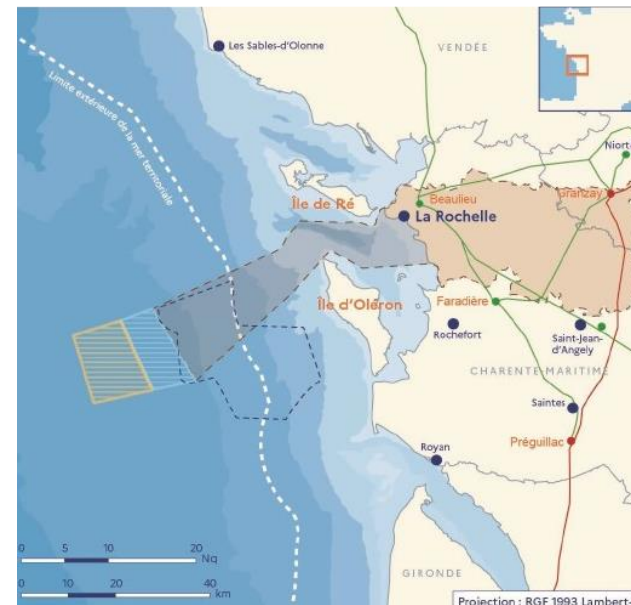 Les Sables-d'Olonne
VENDÉE
Limite extérieure de la mer territoriale
Niort
Île de Ré
Beaulieu
Granzay
La Rochelle
Île d'Oléron
Faradière
Rochefort
Saint-Jean-
d'Angely
CHARENTE-MARITIME
Saintes
Préguillac
Royan
0 5 10 20
Nq
0 10 20 40
km
GIRONDE
Projection : RGF 1993 Lambert-